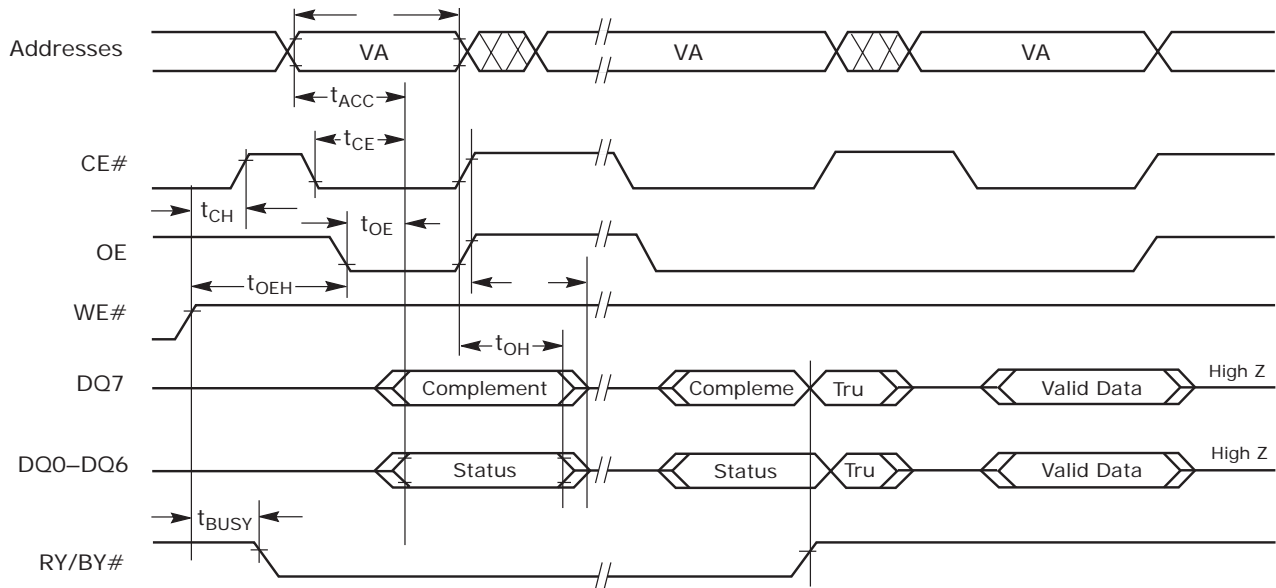 Addresses VA VA VA
tACC
tCE
CE#
tCH tOE
OE
tOEH
WE#
tOH
DQ7 Complement Compleme Tru Valid Data High Z
DQ0–DQ6 Status Status Tru Valid Data High Z
tBUSY
RY/BY#